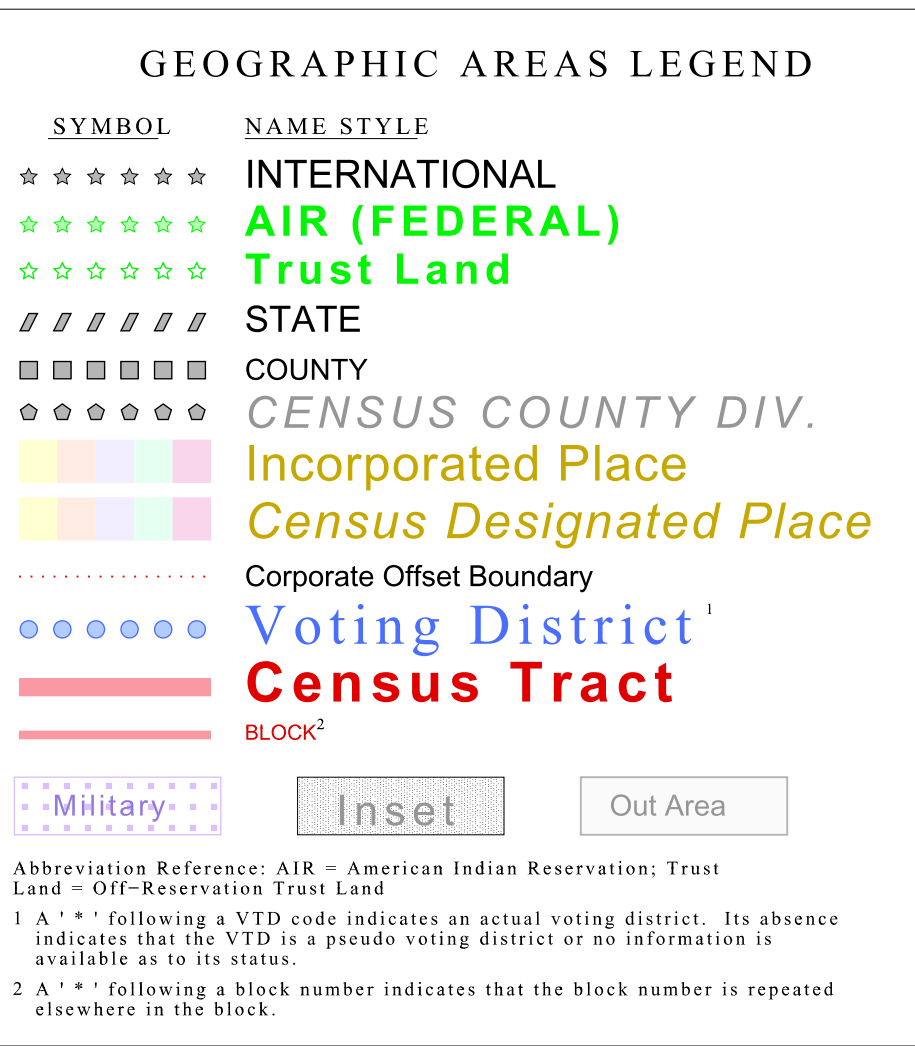 GEOGRAPHIC AREAS LEGEND
SYMBOL NAME STYLE
INTERNATIONAL
AIR (FEDERAL)
Trust Land
STATE
COUNTY
CENSUS COUNTY DIV.
Incorporated Place
Census Designated Place
Corporate Offset Boundary
Voting District 1
Census Tract
BLOCK2
Military Inset Out Area
Abbreviation Reference: AIR = American Indian Reservation; Trust
Land = Off−Reservation Trust Land
1 A ' * ' following a VTD code indicates an actual voting district. Its absence
indicates that the VTD is a pseudo voting district or no information is
available as to its status.
2 A ' * ' following a block number indicates that the block number is repeated
elsewhere in the block.